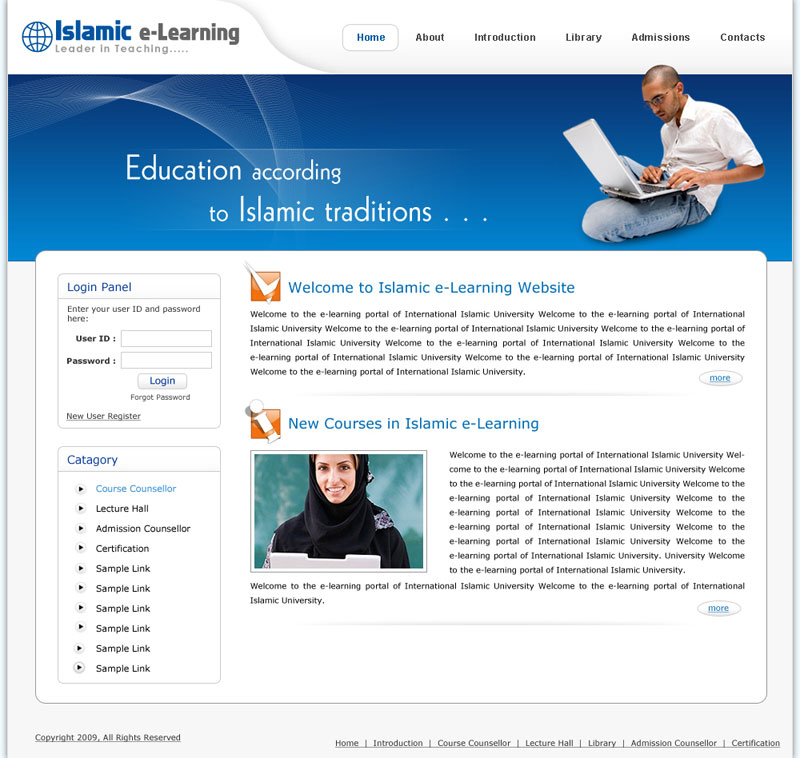 Islamic e-Learning
Leader in Teaching.....
Home
About
Introduction
Library
Admissions
Contacts
Education according
to Islamic traditions . . .
Login Panel
Enter your user ID and password
here:
User ID :
Password :
Login
Forgot Password
New User Register
Catagory
Course Counsellor
Lecture Hall
Admission Counsellor
Certification
Sample Link
Sample Link
Sample Link
Sample Link
Sample Link
Sample Link
Welcome to Islamic e-Learning Website
Welcome to the e-learning portal of International Islamic University Welcome to the e-learning portal of International
Islamic University Welcome to the e-learning portal of International Islamic University Welcome to the e-learning portal of
International Islamic University Welcome to the e-learning portal of International Islamic University Welcome to the
e-learning portal of International Islamic University Welcome to the e-learning portal of International Islamic University
Welcome to the e-learning portal of International Islamic University.
more
New Courses in Islamic e-Learning
Welcome to the e-learning portal of International Islamic University Wel-
come to the e-learning portal of International Islamic University Welcome
to the e-learning portal of International Islamic University Welcome to the
e-learning portal of International Islamic University Welcome to the
e-learning portal of International Islamic University Welcome to the
e-learning portal of International Islamic University Welcome to the
e-learning portal of International Islamic University Welcome to the
e-learning portal of International Islamic University. University Welcome
to the e-learning portal of International Islamic University.
Welcome to the e-learning portal of International Islamic University Welcome to the e-learning portal of International
Islamic University.
more
Copyright 2009, All Rights Reserved
Home | Introduction | Course Counsellor | Lecture Hall | Library | Admission Counsellor | Certification